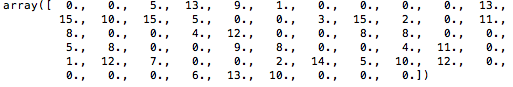 array([ 0., 0., 5., 13., 9., 1., 0., 0., 0., 0., 13.,
15., 10., 15., 5., 0., 0., 3., 15., 2., 0., 11.,
8., 0., 0., 4., 12., 0., 0., 8., 8., 0., 0.,
5., 8., 0., 0., 9., 8., 0., 0., 4., 11., 0.,
1., 12., 7., 0., 0., 2., 14., 5., 10., 12., 0.,
0., 0., 0., 6., 13., 10., 0., 0., 0.])